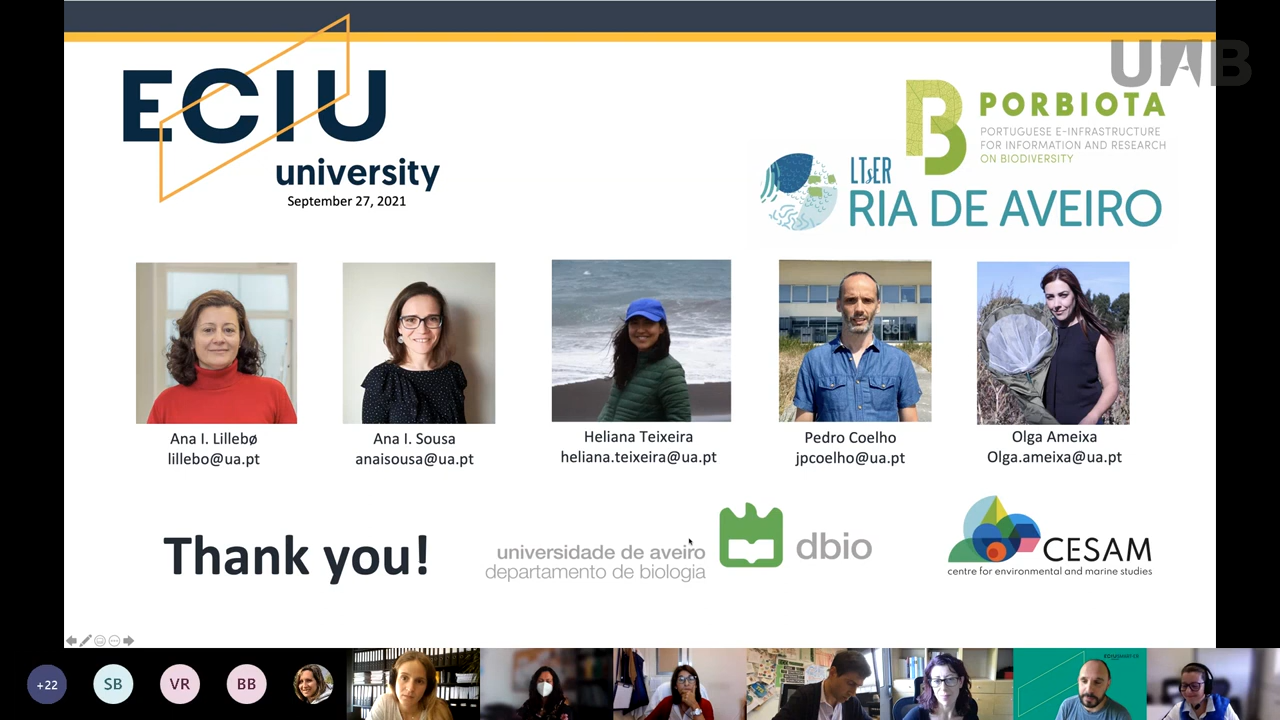 UAB
ECIU
university
September 27, 2021
PORBIOTA
PORTUGUESE E-INFRASTRUCTURE
FOR INFORMATION AND RESEARCH
ON BIODIVERSITY
LTsER
RIA DE AVEIRO
Ana I. Lillebø
lillebo@ua.pt
Ana I. Sousa
anaisousa@ua.pt
Heliana Teixeira
heliana.teixeira@ua.pt
Pedro Coelho
jpcoelho@ua.pt
Olga Ameixa
Olga.ameixa@ua.pt
Thank you!
universidade de aveiro
departamento de biologia
dbio
CESAM
centre for environmental and marine studies
+22
SB
VR
BB